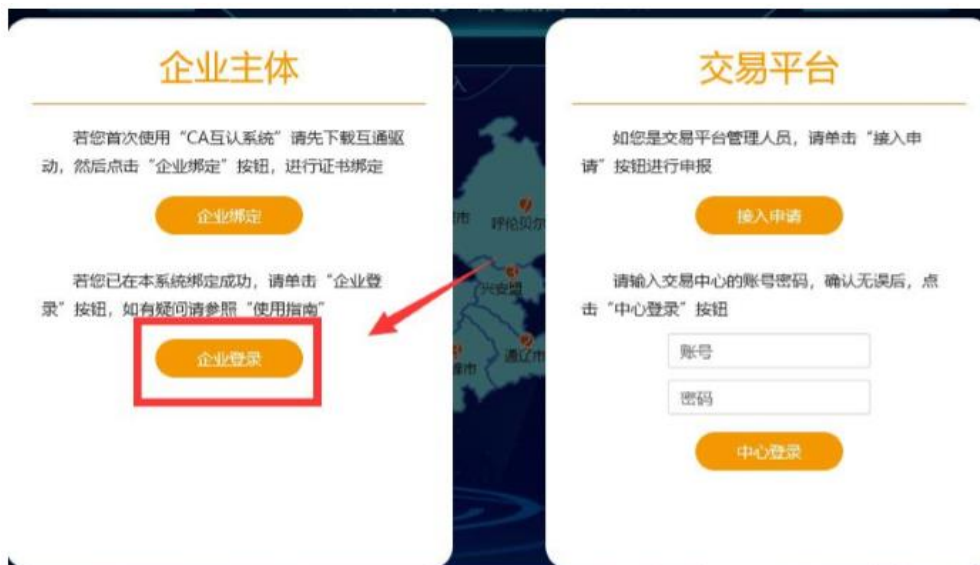 企业主体
若您首次使用“CA互认系统”请先下载互通驱
动，然后点击“企业绑定”按钮，进行证书绑定
企业绑定
若您已在本系统绑定成功，请单击“企业登
录”按钮，如有疑问请参照“使用指南”
企业登录
入
市
呼伦贝尔
兴安盟
通辽市
峰市
交易平台
如您是交易平台管理人员，请单击“接入申
请”按钮进行申报
接入申请
请输入交易中心的账号密码，确认无误后，点
击“中心登录”按钮
账号
密码
中心登录